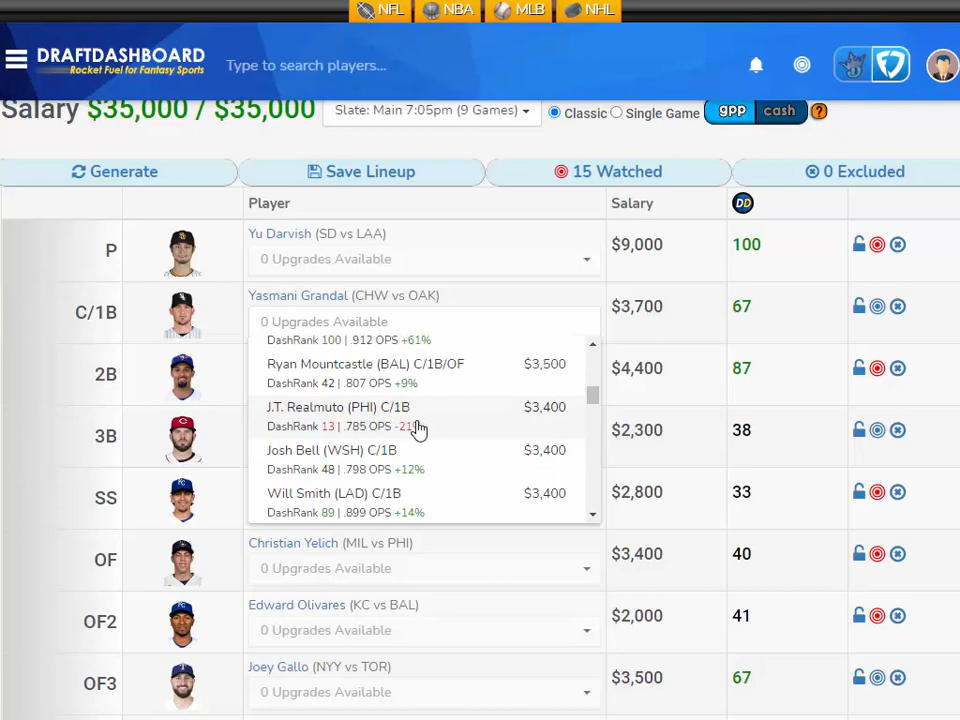 NFL NBA MLB NHL
DRAFTDASHBOARD
Rocket Fuel for Fantasy Sports
Type to search players...
Salary $35,000 / $35,000
Slate: Main 7:05pm (9 Games)
Classic Single Game gpp cash ?
Generate Save Lineup 15 Watched 0 Excluded
Player Salary DD
P Yu Darvish (SD vs LAA) $9,000 100
0 Upgrades Available
C/1B Yasmani Grandal (CHW vs OAK) $3,700 67
0 Upgrades Available
DashRank 100 | .912 OPS +61%
Ryan Mountcastle (BAL) C/1B/OF $3,500
DashRank 42 | .807 OPS +9%
J.T. Realmuto (PHI) C/1B $3,400
DashRank 13 | .785 OPS
Josh Bell (WSH) C/1B $3,400
DashRank 48 | .798 OPS +12%
Will Smith (LAD) C/1B $3,400
DashRank 89 | .899 OPS +14%
2B $4,400 87
3B $2,300 38
SS $2,800 33
OF Christian Yelich (MIL vs PHI) $3,400 40
0 Upgrades Available
OF2 Edward Olivares (KC vs BAL) $2,000 41
0 Upgrades Available
OF3 Joey Gallo (NYY vs TOR) $3,500 67
0 Upgrades Available